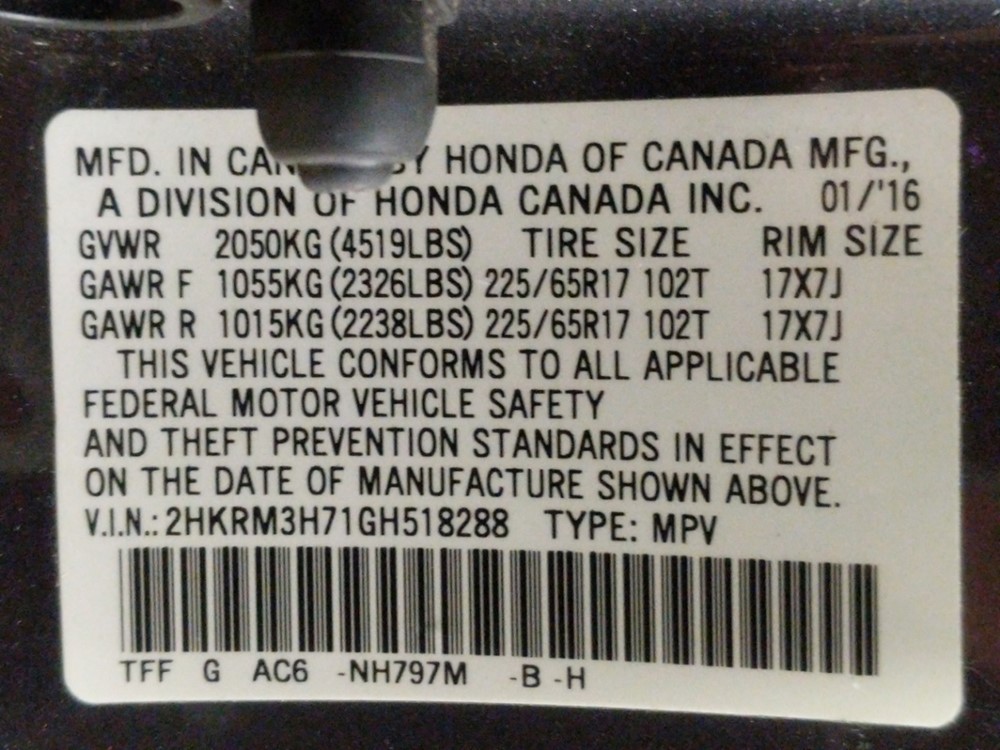 MFD. IN CAN BY HONDA OF CANADA MFG.,
A DIVISION OF HONDA CANADA INC. 01/'16
GVWR 2050KG (4519LBS) TIRE SIZE RIM SIZE
GAWR F 1055KG (2326LBS) 225/65R17 102T 17X7J
GAWR R 1015KG (2238LBS) 225/65R17 102T 17X7J
THIS VEHICLE CONFORMS TO ALL APPLICABLE
FEDERAL MOTOR VEHICLE SAFETY
AND THEFT PREVENTION STANDARDS IN EFFECT
ON THE DATE OF MANUFACTURE SHOWN ABOVE.
V.I.N.: 2HKRM3H71GH518288 TYPE: MPV
TFF G AC6 -NH797M -B -H